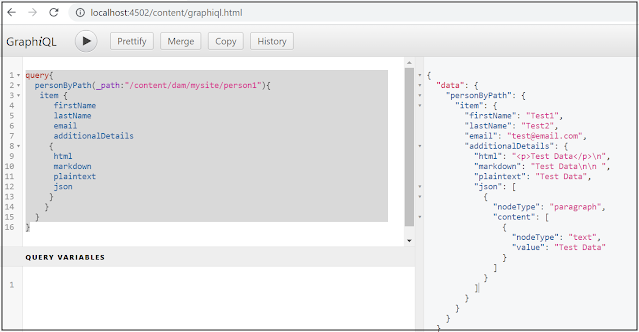 localhost:4502/content/graphiql.html
GraphiQL
Prettify
Merge
Copy
History
1 query{
2 personByPath(_path:"/content/dam/mysite/person1"){
3 item {
4 firstName
5 lastName
6 email
7 additionalDetails
8 {
9 html
10 markdown
11 plaintext
12 json
13 }
14 }
15 }
16 }
QUERY VARIABLES
1
{
"data": {
"personByPath": {
"item": {
"firstName": "Test1",
"lastName": "Test2",
"email": "test@email.com",
"additionalDetails": {
"html": "<p>Test Data</p>\n",
"markdown": "Test Data\n\n ",
"plaintext": "Test Data",
"json": [
{
"nodeType": "paragraph",
"content": [
{
"nodeType": "text",
"value": "Test Data"
}
]
}
]
}
}
}
}